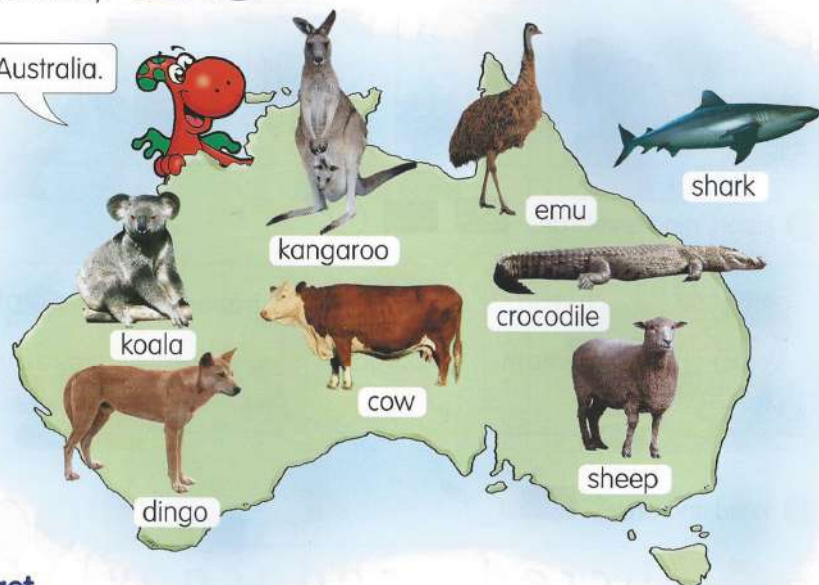 Australia.
shark
emu
kangaroo
crocodile
koala
cow
sheep
dingo